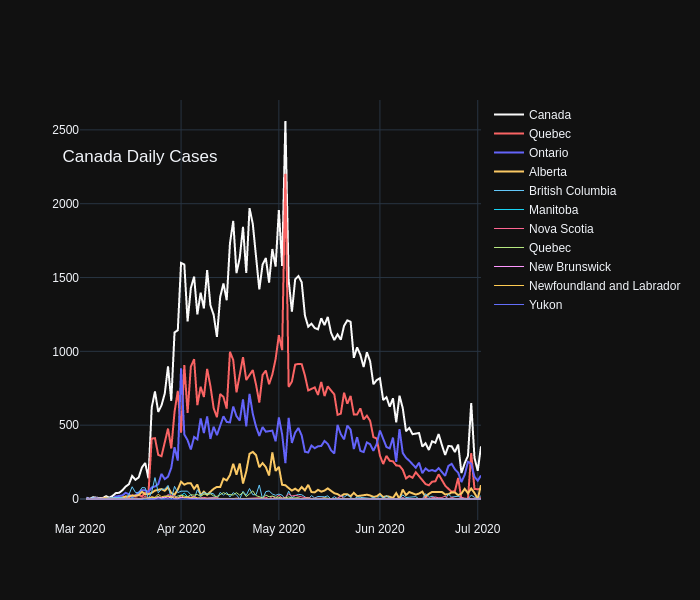 Canada Daily Cases
2500
2000
1500
1000
500
0
Mar 2020
Apr 2020
May 2020
Jun 2020
Jul 2020
Canada
Quebec
Ontario
Alberta
British Columbia
Manitoba
Nova Scotia
Quebec
New Brunswick
Newfoundland and Labrador
Yukon